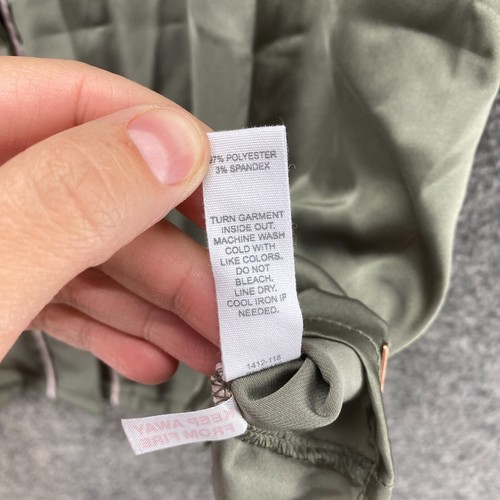 97% POLYESTER
3% SPANDEX
TURN GARMENT
INSIDE OUT.
MACHINE WASH
COLD WITH
LIKE COLORS.
DO NOT
BLEACH.
LINE DRY.
COOL IRON IF
NEEDED.
1412-118
KEEP AWAY
FROM FIRE